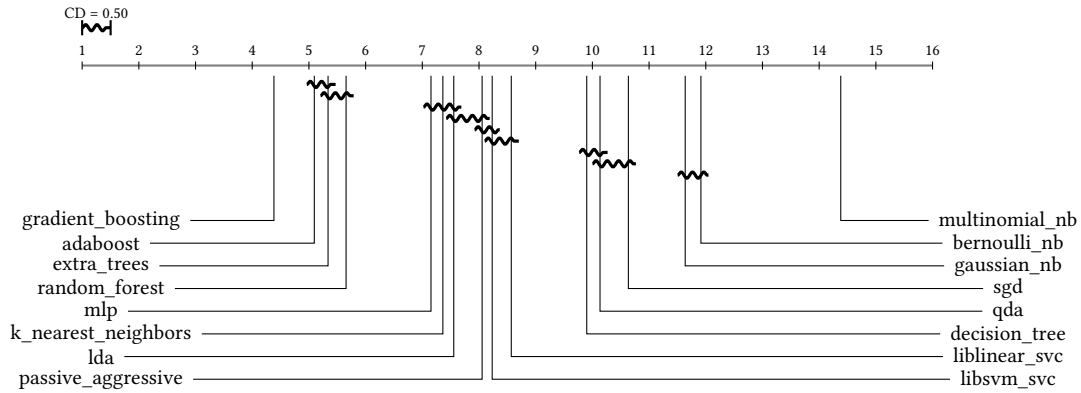 CD = 0.50
1 2 3 4 5 6 7 8 9 10 11 12 13 14 15 16
gradient_boosting multinomial_nb
adaboost bernoulli_nb
extra_trees gaussian_nb
random_forest sgd
mlp qda
k_nearest_neighbors decision_tree
lda liblinear_svc
passive_aggressive libsvm_svc